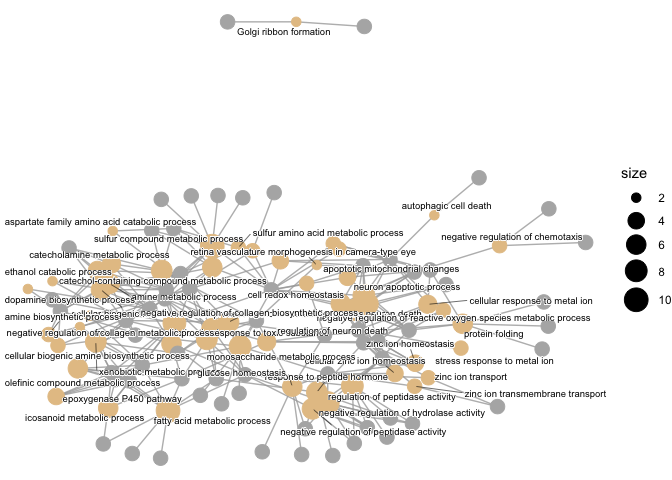 Golgi ribbon formation
size
2
4
6
8
10
autophagic cell death
aspartate family amino acid catabolic process
sulfur amino acid metabolic process
sulfur compound metabolic process
negative regulation of chemotaxis
catecholamine metabolic process
retina vasculature morphogenesis in camera-type eye
ethanol catabolic process
apoptotic mitochondrial changes
catechol-containing compound metabolic process
neuron apoptotic process
dopamine biosynthetic process
amine metabolic process
cell redox homeostasis
cellular response to metal ion
amine biosynthetic process
negative regulation of collagen biosynthetic process
neuron death
negative regulation of reactive oxygen species metabolic process
negative regulation of collagen metabolic process
response to toxic substance
regulation of neuron death
protein folding
zinc ion homeostasis
cellular biogenic amine biosynthetic process
monosaccharide metabolic process
cellular zinc ion homeostasis
stress response to metal ion
xenobiotic metabolic process
glucose homeostasis
response to peptide hormone
zinc ion transport
olefinic compound metabolic process
zinc ion transmembrane transport
epoxygenase P450 pathway
regulation of peptidase activity
icosanoid metabolic process
fatty acid metabolic process
negative regulation of hydrolase activity
negative regulation of peptidase activity